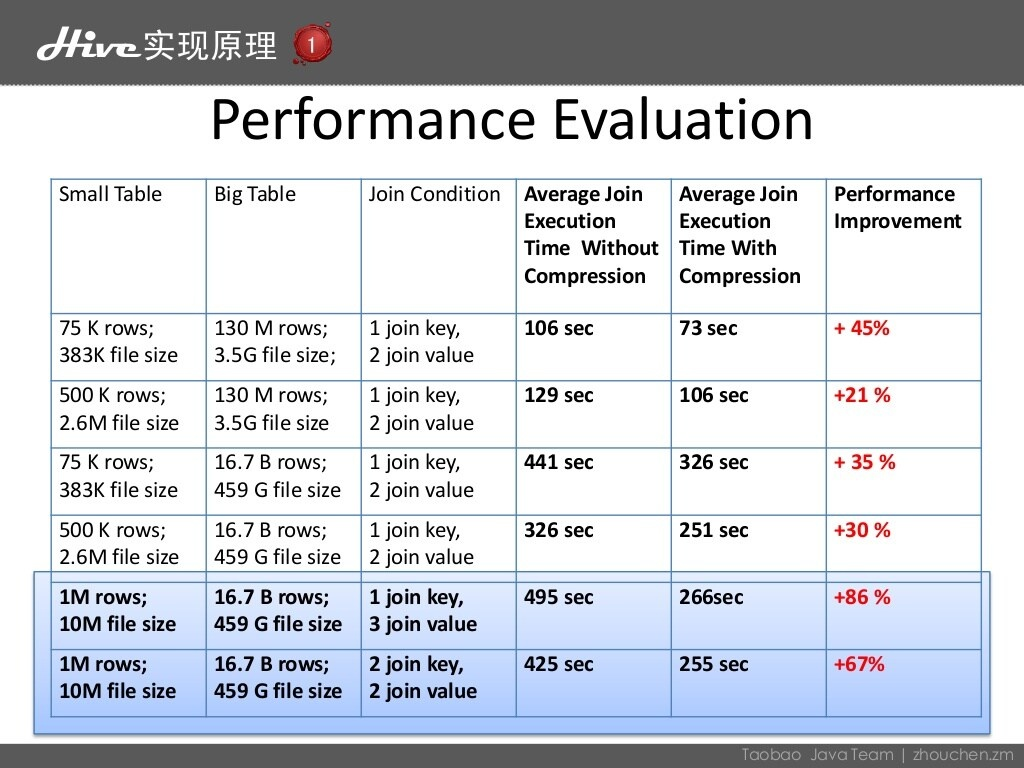 Hive实现原理 1
Performance Evaluation
Small Table
Big Table
Join Condition
Average Join
Execution
Time Without
Compression
Average Join
Execution
Time With
Compression
Performance
Improvement
75 K rows;
383K file size
130 M rows;
3.5G file size;
1 join key,
2 join value
106 sec
73 sec
+ 45%
500 K rows;
2.6M file size
130 M rows;
3.5G file size
1 join key,
2 join value
129 sec
106 sec
+21 %
75 K rows;
383K file size
16.7 B rows;
459 G file size
1 join key,
2 join value
441 sec
326 sec
+ 35 %
500 K rows;
2.6M file size
16.7 B rows;
459 G file size
1 join key,
2 join value
326 sec
251 sec
+30 %
1M rows;
10M file size
16.7 B rows;
459 G file size
1 join key,
3 join value
495 sec
266sec
+86 %
1M rows;
10M file size
16.7 B rows;
459 G file size
2 join key,
2 join value
425 sec
255 sec
+67%
Taobao Java Team | zhouchen.zm